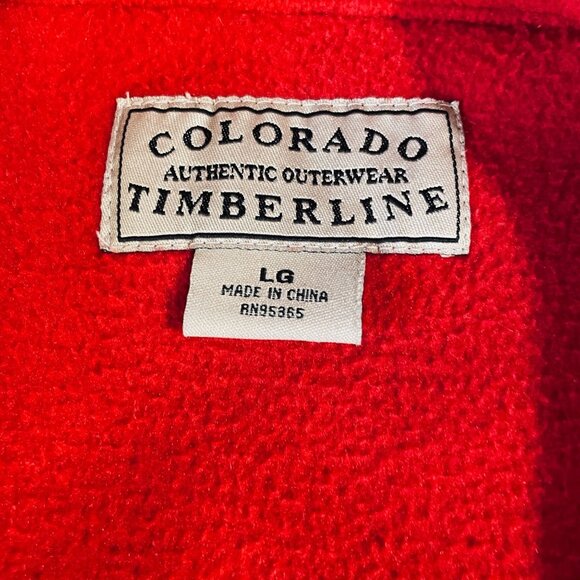 COLORADO
AUTHENTIC OUTERWEAR
TIMBERLINE
LG
MADE IN CHINA
RN95365